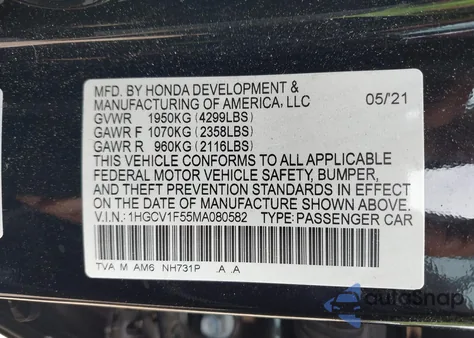 MFD. BY HONDA DEVELOPMENT &
MANUFACTURING OF AMERICA, LLC 05/'21
GVWR 1950KG (4299LBS)
GAWR F 1070KG (2358LBS)
GAWR R 960KG (2116LBS)
THIS VEHICLE CONFORMS TO ALL APPLICABLE
FEDERAL MOTOR VEHICLE SAFETY, BUMPER,
AND THEFT PREVENTION STANDARDS IN EFFECT
ON THE DATE OF MANUFACTURE SHOWN ABOVE.
V.I.N.: 1HGCV1F55MA080582 TYPE: PASSENGER CAR
TVA M AM6 NH731P .A .A
autoSnap